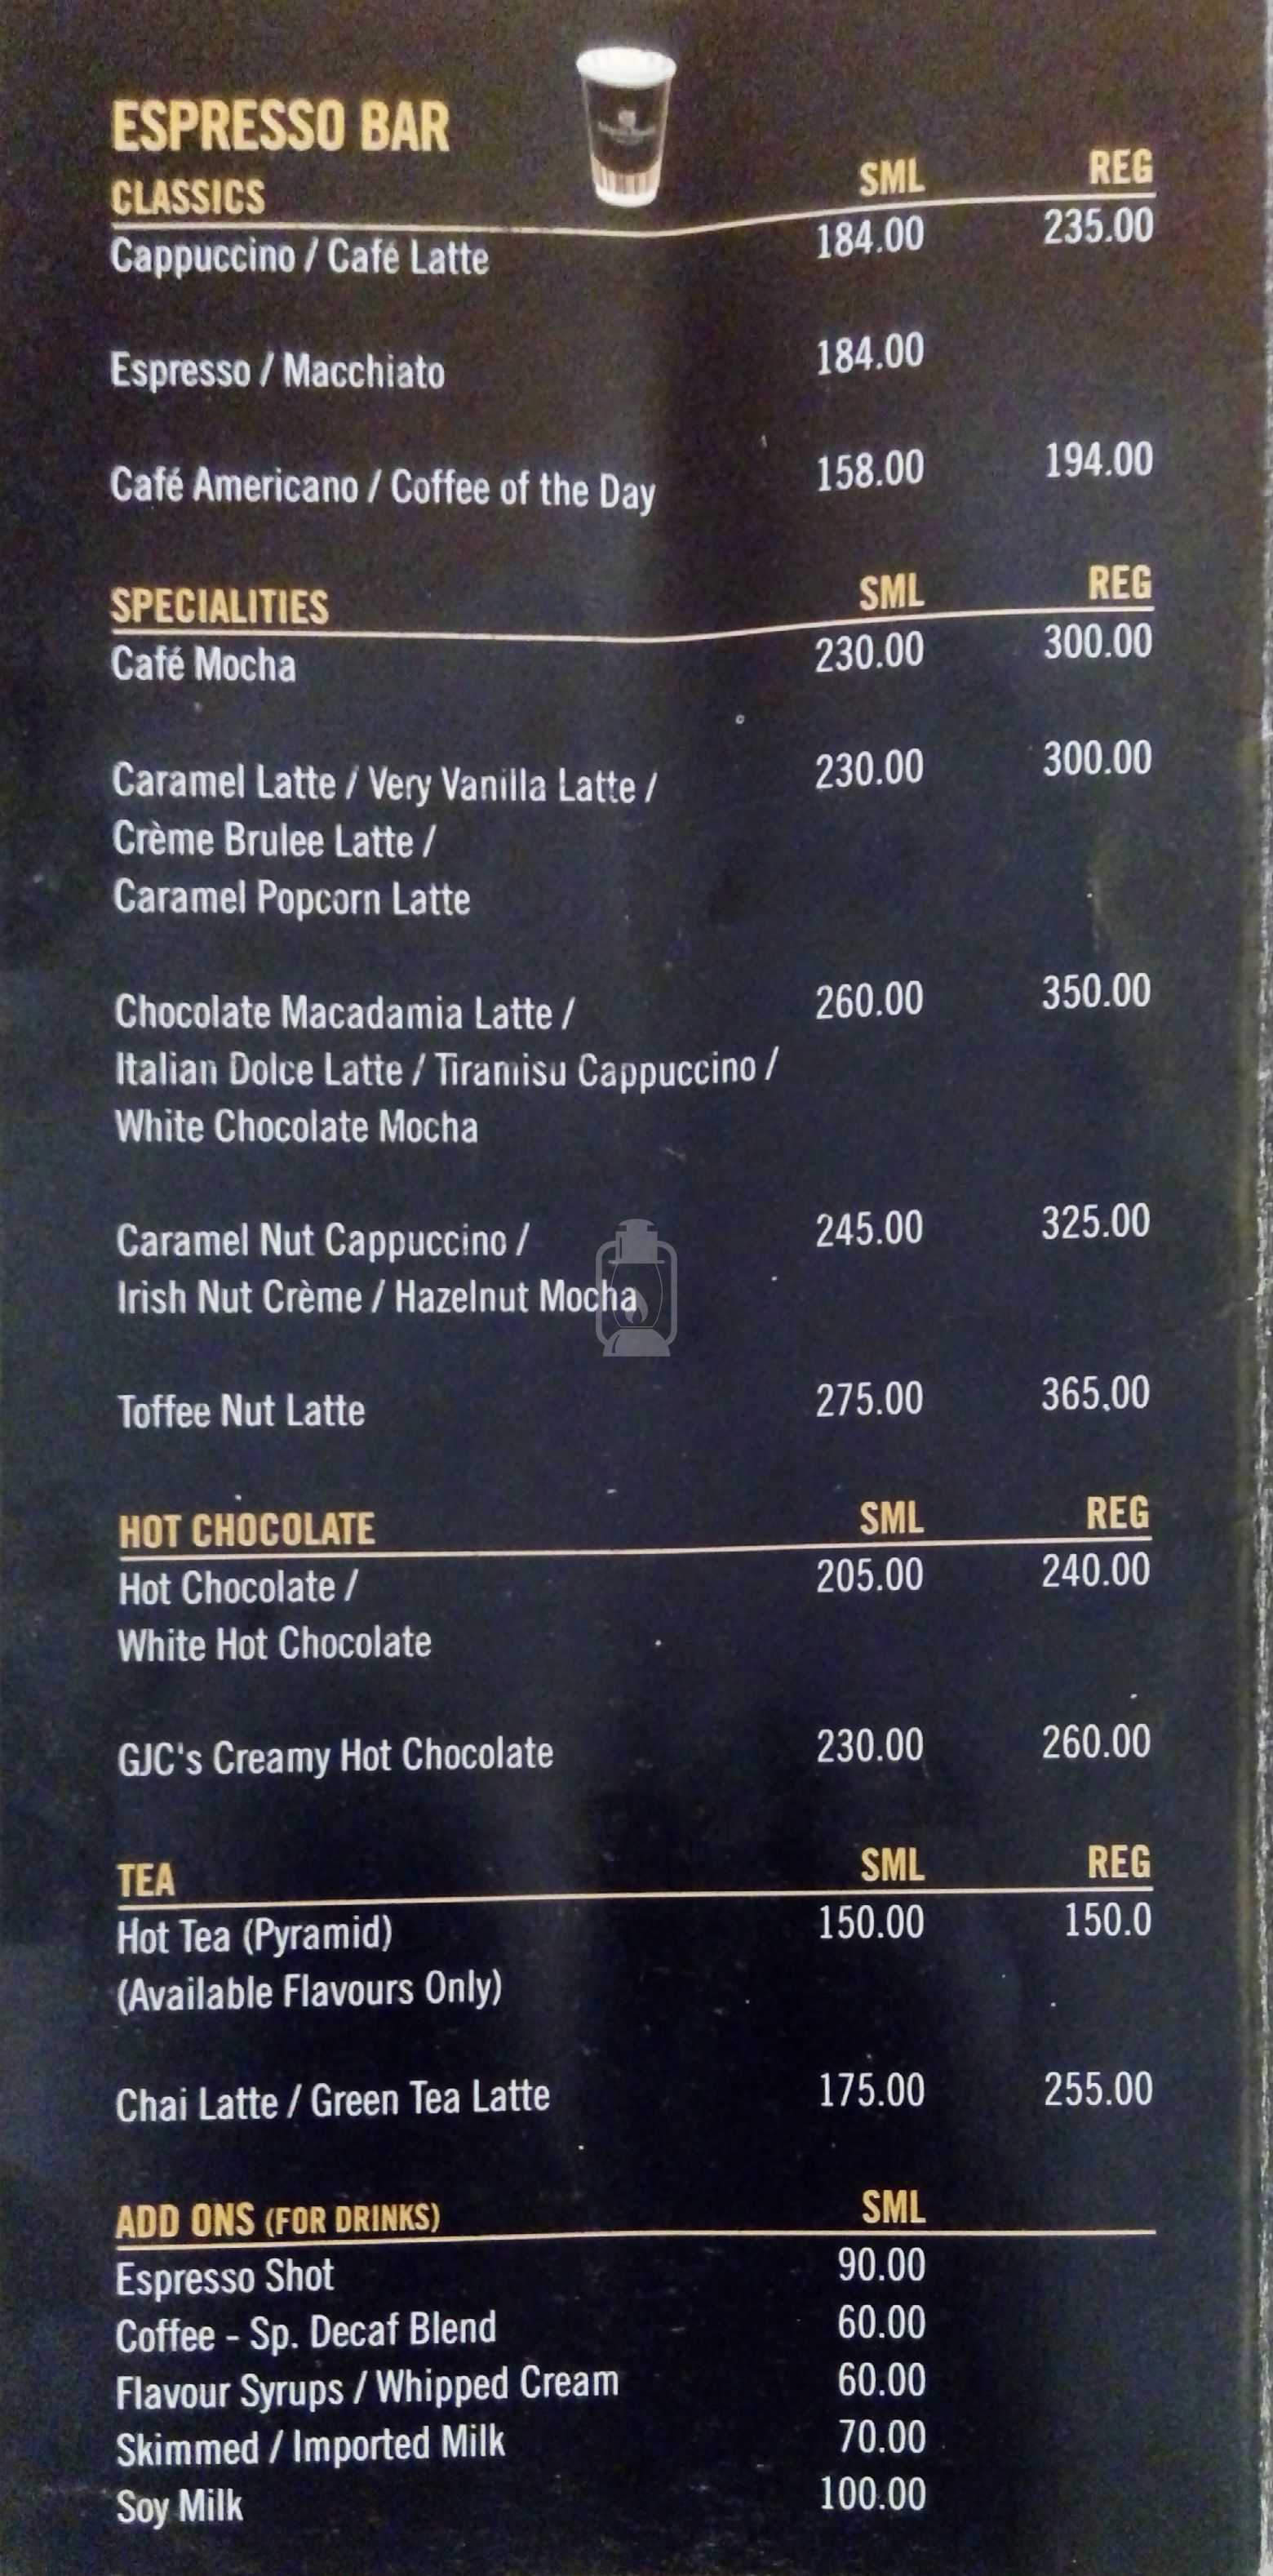 ESPRESSO BAR
CLASSICS SML REG
Cappuccino / Café Latte 184.00 235.00
Espresso / Macchiato 184.00
Café Americano / Coffee of the Day 158.00 194.00
SPECIALITIES SML REG
Café Mocha 230.00 300.00
Caramel Latte / Very Vanilla Latte / 230.00 300.00
Crème Brulee Latte /
Caramel Popcorn Latte
Chocolate Macadamia Latte / 260.00 350.00
Italian Dolce Latte / Tiramisu Cappuccino /
White Chocolate Mocha
Caramel Nut Cappuccino / 245.00 325.00
Irish Nut Crème / Hazelnut Mocha
Toffee Nut Latte 275.00 365.00
HOT CHOCOLATE SML REG
Hot Chocolate / 205.00 240.00
White Hot Chocolate
GJC's Creamy Hot Chocolate 230.00 260.00
TEA SML REG
Hot Tea (Pyramid) 150.00 150.0
(Available Flavours Only)
Chai Latte / Green Tea Latte 175.00 255.00
ADD ONS (FOR DRINKS) SML
Espresso Shot 90.00
Coffee - Sp. Decaf Blend 60.00
Flavour Syrups / Whipped Cream 60.00
Skimmed / Imported Milk 70.00
Soy Milk 100.00